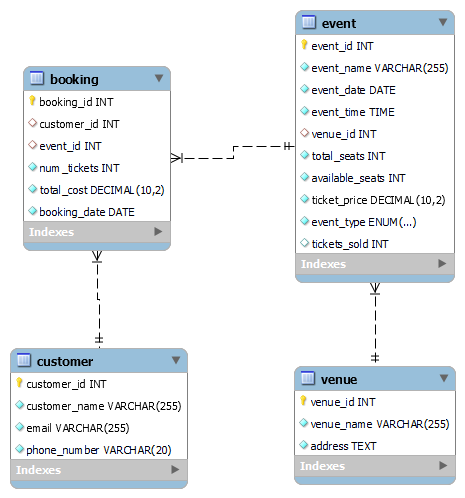 event
event_id INT
event_name VARCHAR(255)
event_date DATE
event_time TIME
venue_id INT
total_seats INT
available_seats INT
ticket_price DECIMAL(10,2)
event_type ENUM(...)
tickets_sold INT
Indexes
booking
booking_id INT
customer_id INT
event_id INT
num_tickets INT
total_cost DECIMAL(10,2)
booking_date DATE
Indexes
customer
customer_id INT
customer_name VARCHAR(255)
email VARCHAR(255)
phone_number VARCHAR(20)
Indexes
venue
venue_id INT
venue_name VARCHAR(255)
address TEXT
Indexes